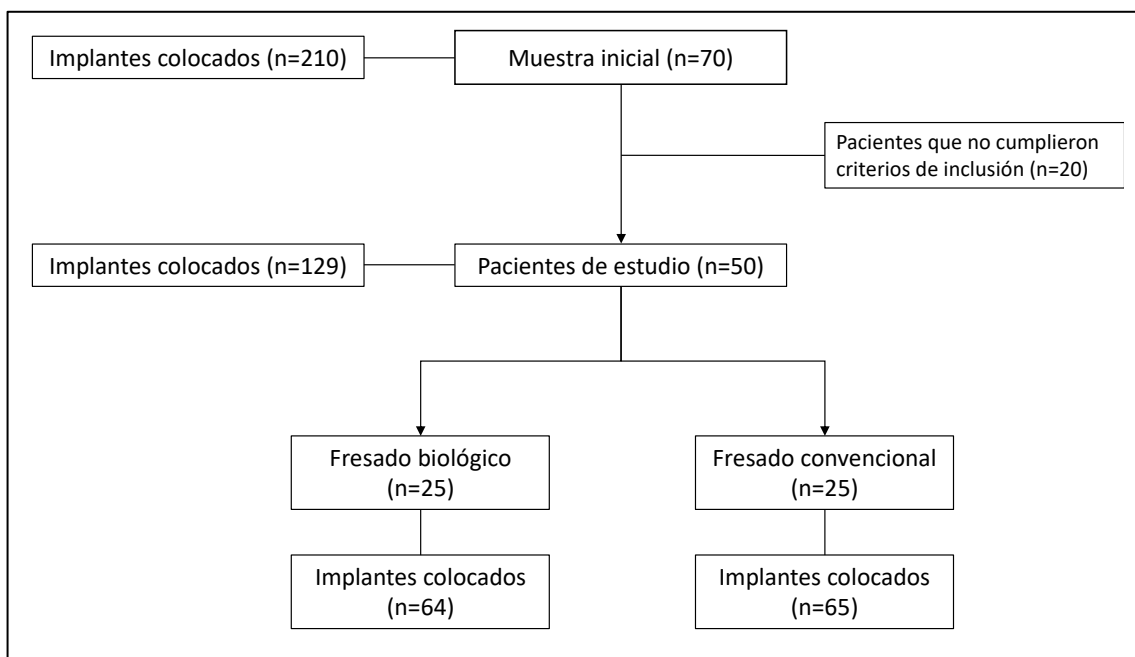 Implantes colocados (n=210)
Muestra inicial (n=70)
Pacientes que no cumplieron
criterios de inclusión (n=20)
Implantes colocados (n=129)
Pacientes de estudio (n=50)
Fresado biológico
(n=25)
Fresado convencional
(n=25)
Implantes colocados
(n=64)
Implantes colocados
(n=65)